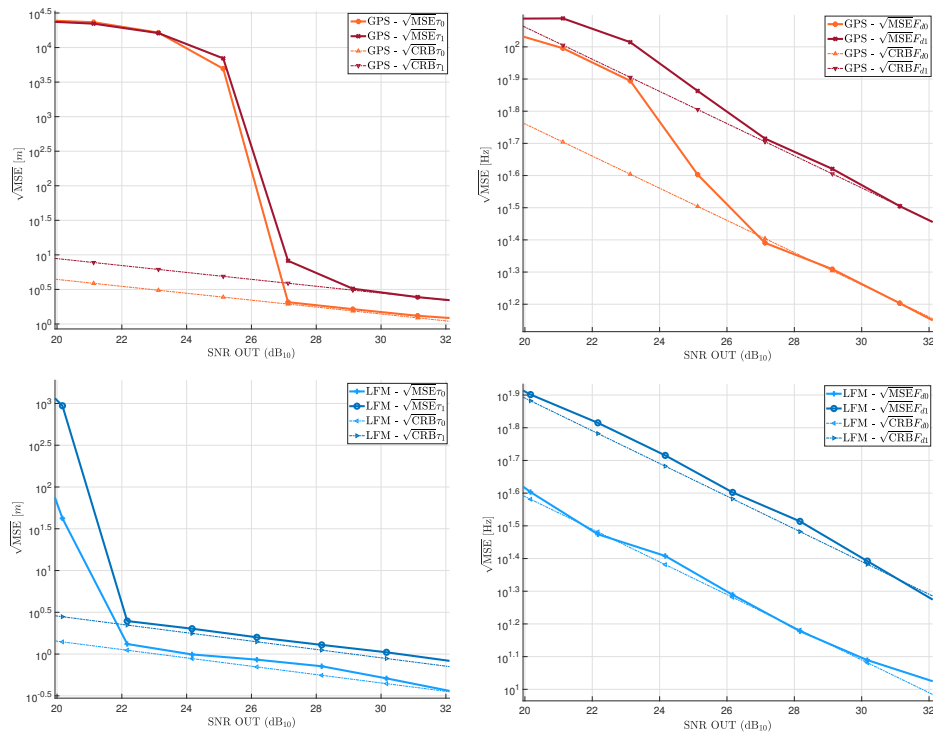 10^4.5
10^4
10^3.5
10^3
10^2.5
10^2
10^1.5
10^1
10^0.5
10^0
√MSE [m]
20 22 24 26 28 30 32
SNR OUT (dB₁₀)
GPS - √MSEτ₀
GPS - √MSEτ₁
GPS - √CRBτ₀
GPS - √CRBτ₁
10^2
10^1.9
10^1.8
10^1.7
10^1.6
10^1.5
10^1.4
10^1.3
10^1.2
√MSE [Hz]
20 22 24 26 28 30 32
SNR OUT (dB₁₀)
GPS - √MSEF_d0
GPS - √MSEF_d1
GPS - √CRBF_d0
GPS - √CRBF_d1
10^3
10^2.5
10^2
10^1.5
10^1
10^0.5
10^0
10^-0.5
√MSE [m]
20 22 24 26 28 30 32
SNR OUT (dB₁₀)
LFM - √MSEτ₀
LFM - √MSEτ₁
LFM - √CRBτ₀
LFM - √CRBτ₁
10^1.9
10^1.8
10^1.7
10^1.6
10^1.5
10^1.4
10^1.3
10^1.2
10^1.1
10^1
√MSE [Hz]
20 22 24 26 28 30 32
SNR OUT (dB₁₀)
LFM - √MSEF_d0
LFM - √MSEF_d1
LFM - √CRBF_d0
LFM - √CRBF_d1